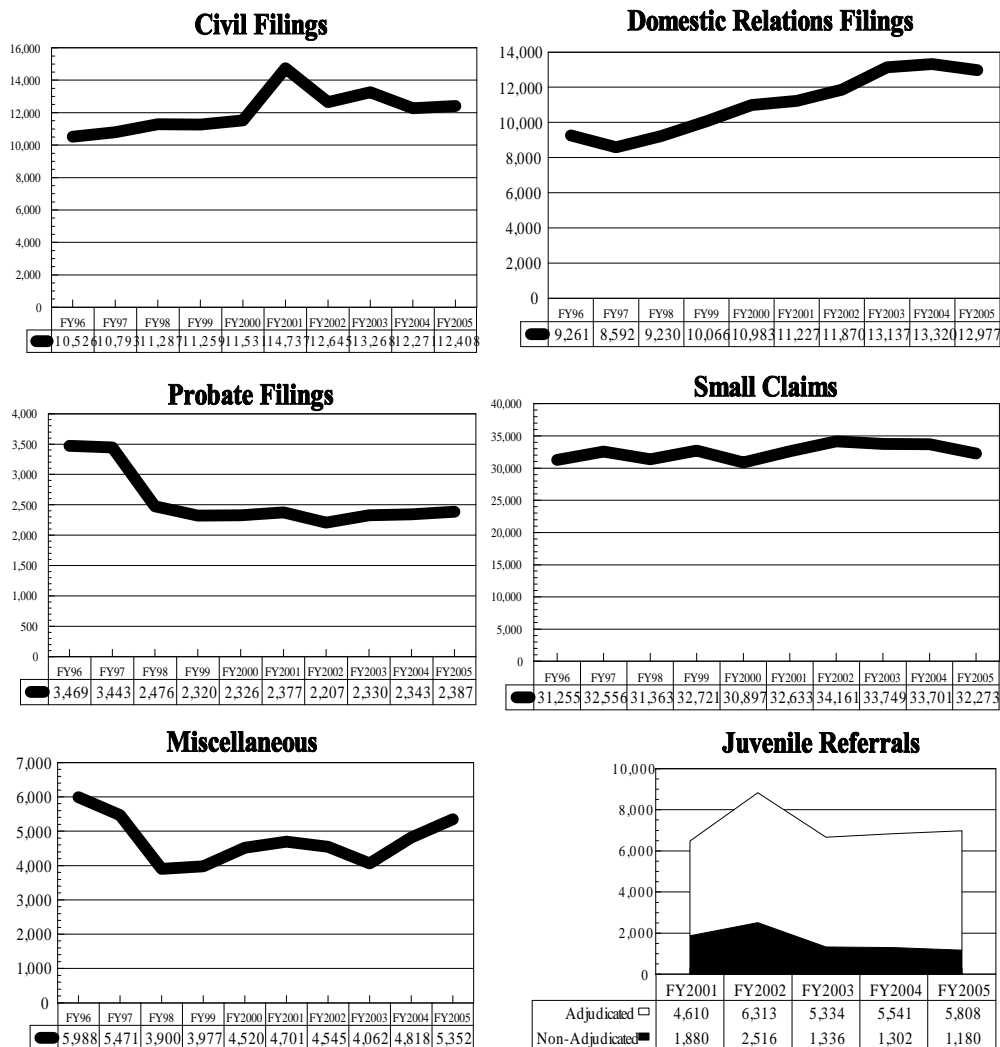 Civil Filings
16,000
14,000
12,000
10,000
8,000
6,000
4,000
2,000
0
FY96 FY97 FY98 FY99 FY2000 FY2001 FY2002 FY2003 FY2004 FY2005
10,526 10,793 11,287 11,259 11,531 14,737 12,645 13,268 12,271 12,408
Domestic Relations Filings
14,000
12,000
10,000
8,000
6,000
4,000
2,000
0
FY96 FY97 FY98 FY99 FY2000 FY2001 FY2002 FY2003 FY2004 FY2005
9,261 8,592 9,230 10,066 10,983 11,227 11,870 13,137 13,320 12,977
Probate Filings
4,000
3,500
3,000
2,500
2,000
1,500
1,000
500
0
FY96 FY97 FY98 FY99 FY2000 FY2001 FY2002 FY2003 FY2004 FY2005
3,469 3,443 2,476 2,320 2,326 2,377 2,207 2,330 2,343 2,387
Small Claims
40,000
35,000
30,000
25,000
20,000
15,000
10,000
5,000
0
FY96 FY97 FY98 FY99 FY2000 FY2001 FY2002 FY2003 FY2004 FY2005
31,255 32,556 31,363 32,721 30,897 32,633 34,161 33,749 33,701 32,273
Miscellaneous
7,000
6,000
5,000
4,000
3,000
2,000
1,000
0
FY96 FY97 FY98 FY99 FY2000 FY2001 FY2002 FY2003 FY2004 FY2005
5,988 5,471 3,900 3,977 4,520 4,701 4,545 4,062 4,818 5,352
Juvenile Referrals
10,000
8,000
6,000
4,000
2,000
0
FY2001 FY2002 FY2003 FY2004 FY2005
Adjudicated 4,610 6,313 5,334 5,541 5,808
Non-Adjudicated 1,880 2,516 1,336 1,302 1,180